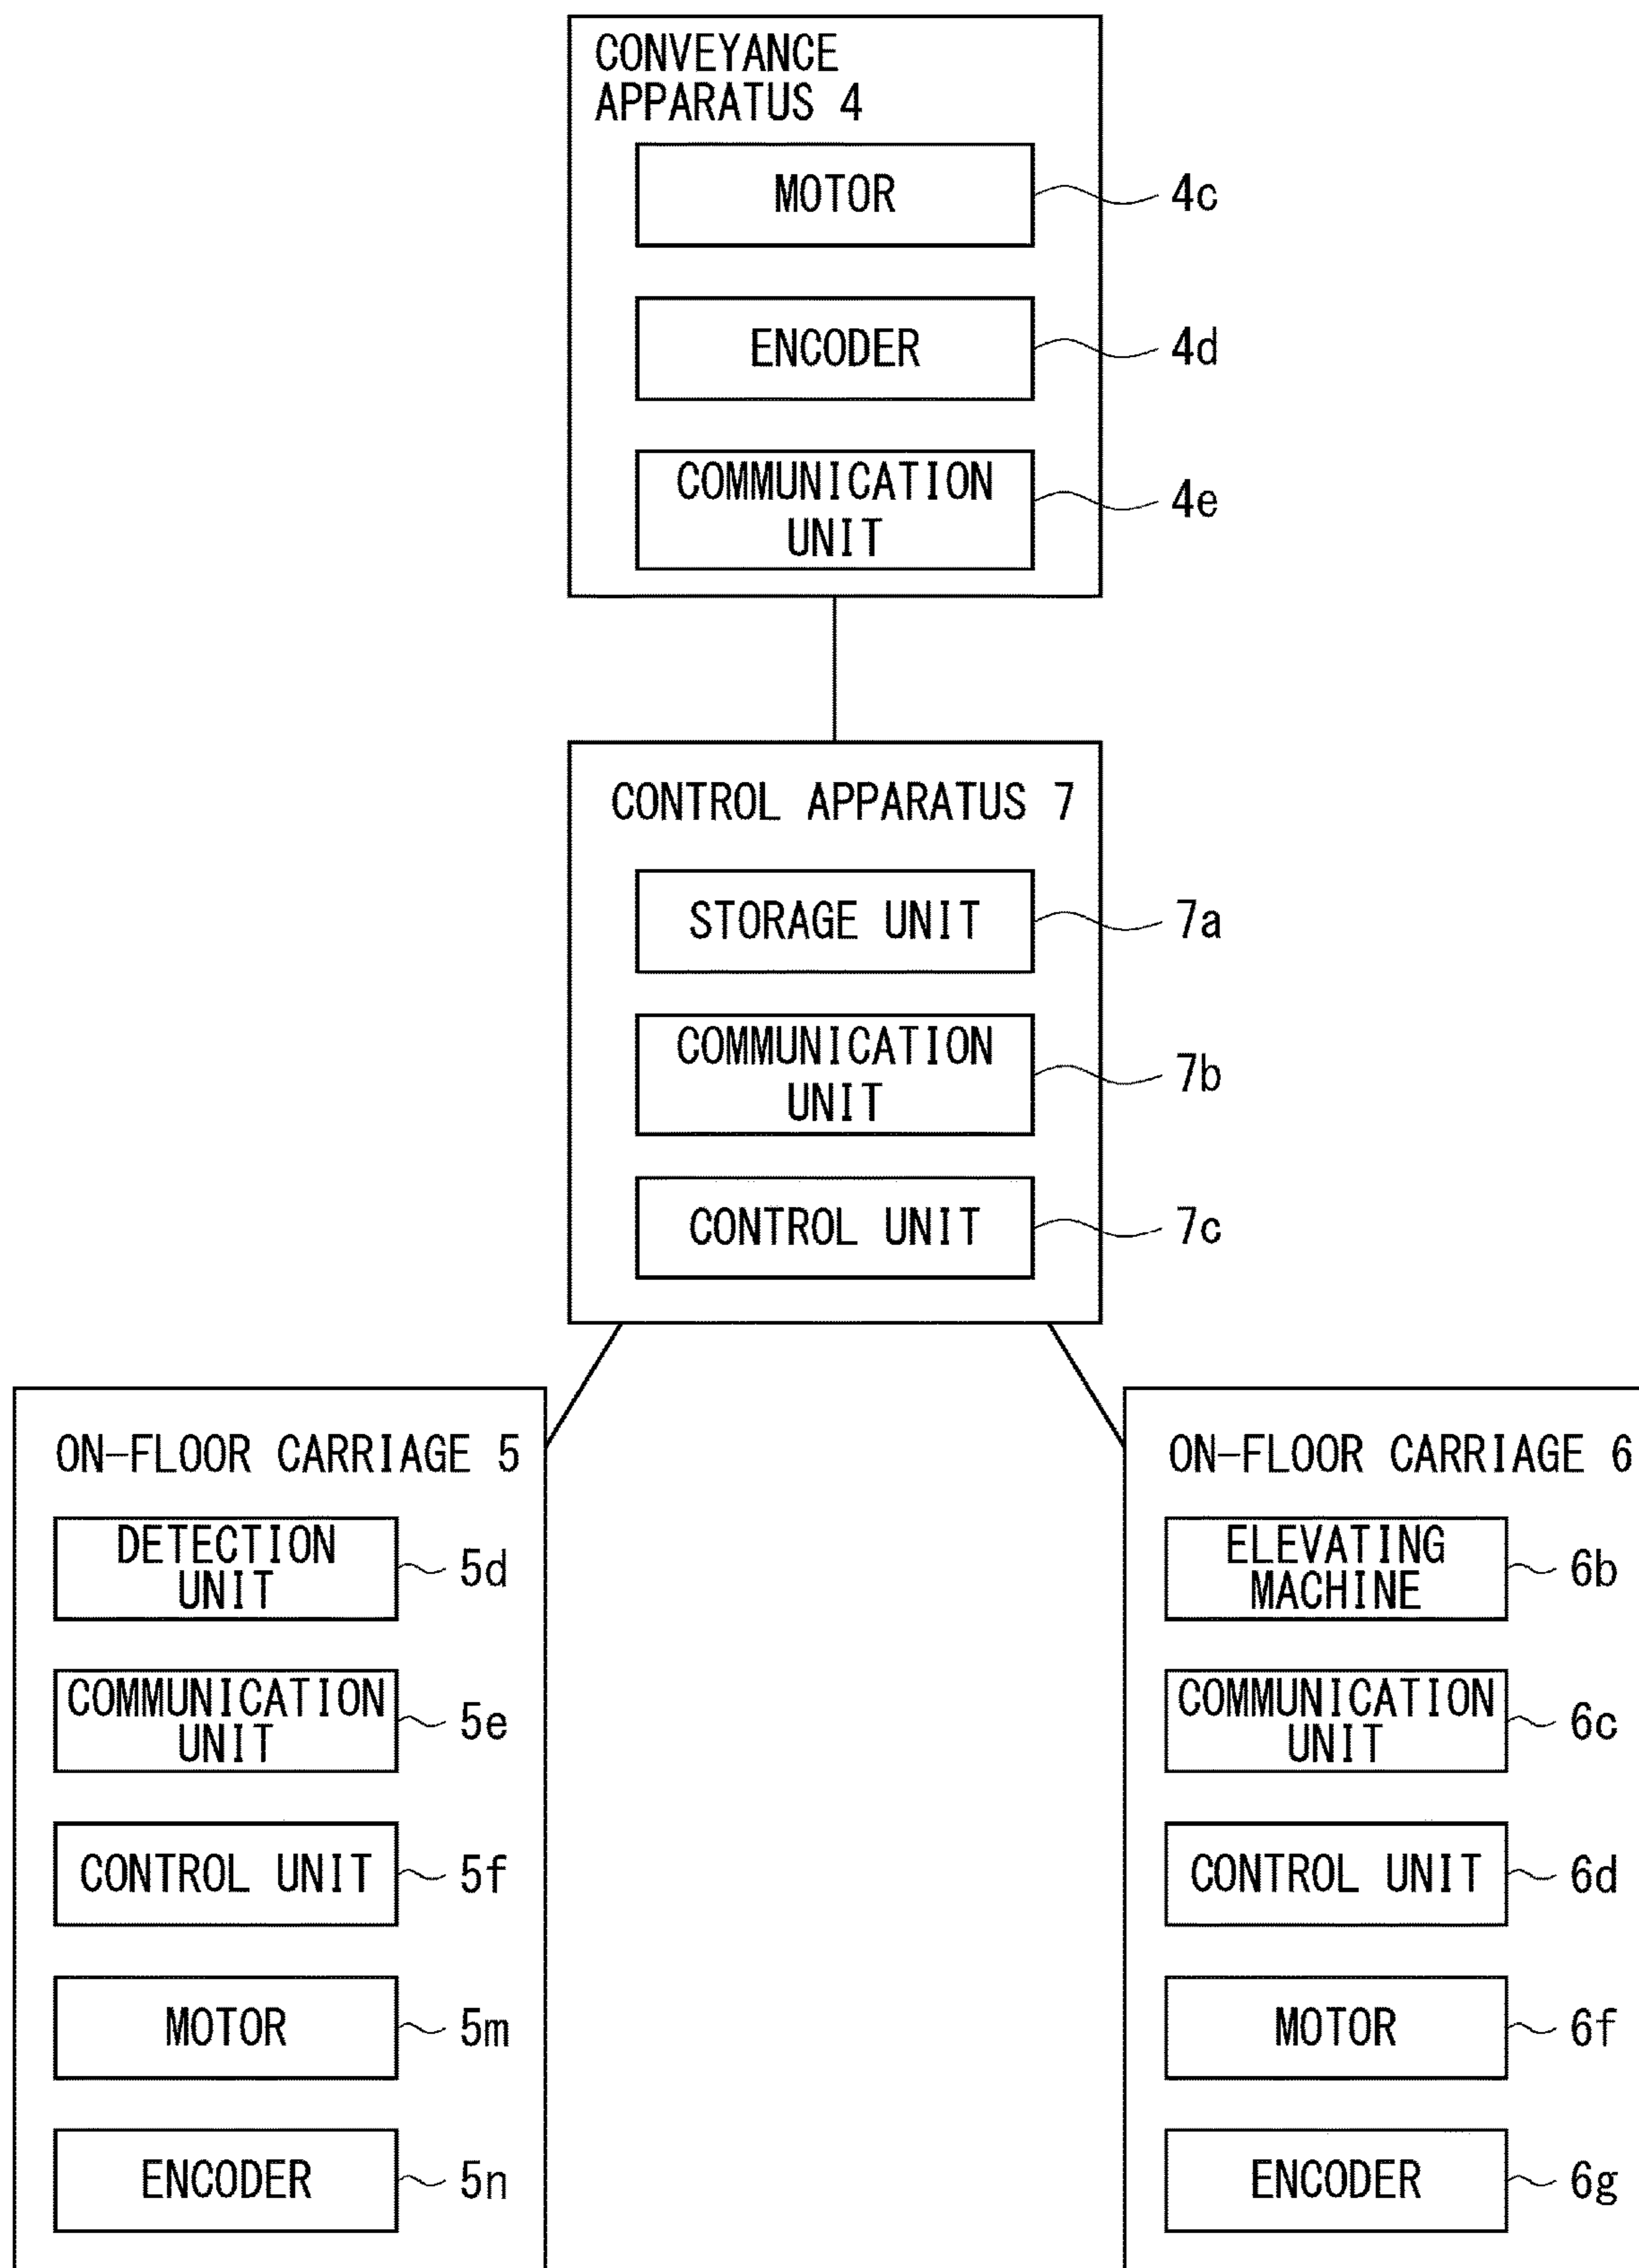 CONVEYANCE
APPARATUS 4
MOTOR
4c
ENCODER
4d
COMMUNICATION
UNIT
4e
CONTROL APPARATUS 7
STORAGE UNIT
7a
COMMUNICATION
UNIT
7b
CONTROL UNIT
7c
ON-FLOOR CARRIAGE 5
DETECTION
UNIT
5d
COMMUNICATION
UNIT
5e
CONTROL UNIT
5f
MOTOR
5m
ENCODER
5n
ON-FLOOR CARRIAGE 6
ELEVATING
MACHINE
6b
COMMUNICATION
UNIT
6c
CONTROL UNIT
6d
MOTOR
6f
ENCODER
6g